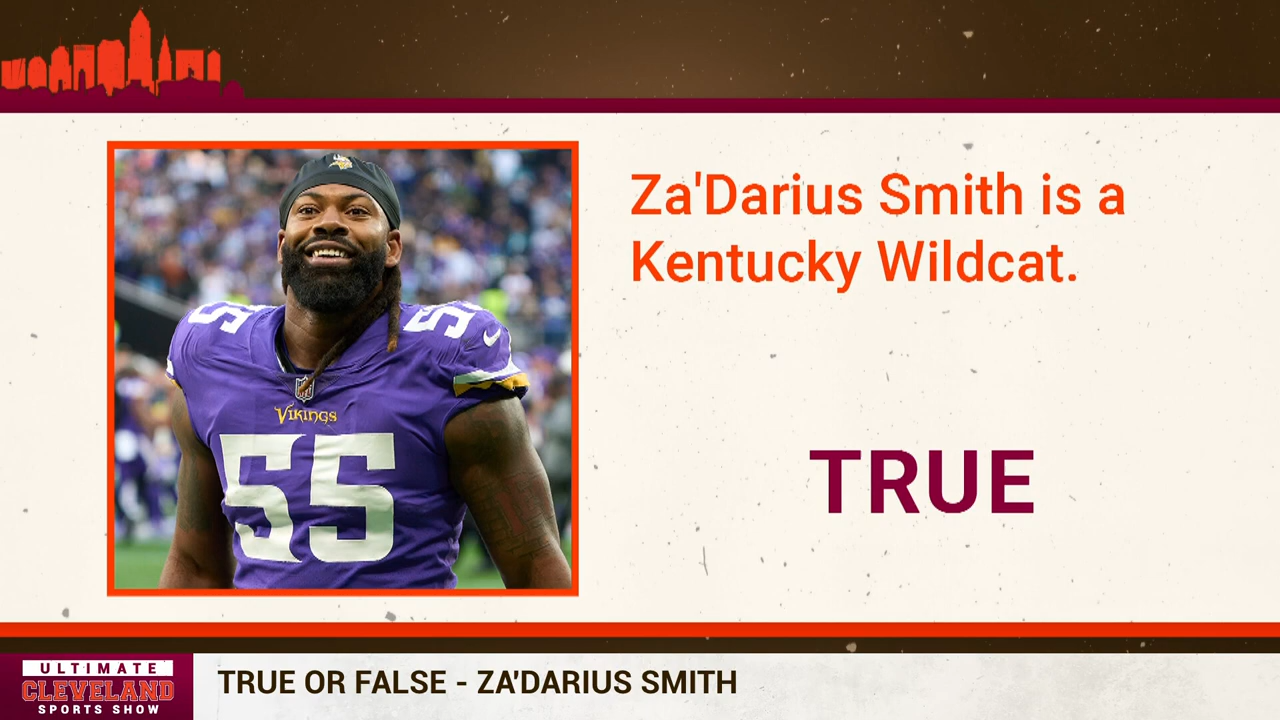 Za'Darius Smith is a
Kentucky Wildcat.
55
55
VIKINGS
55
TRUE
ULTIMATE
CLEVELAND
SPORTS SHOW
TRUE OR FALSE - ZA'DARIUS SMITH